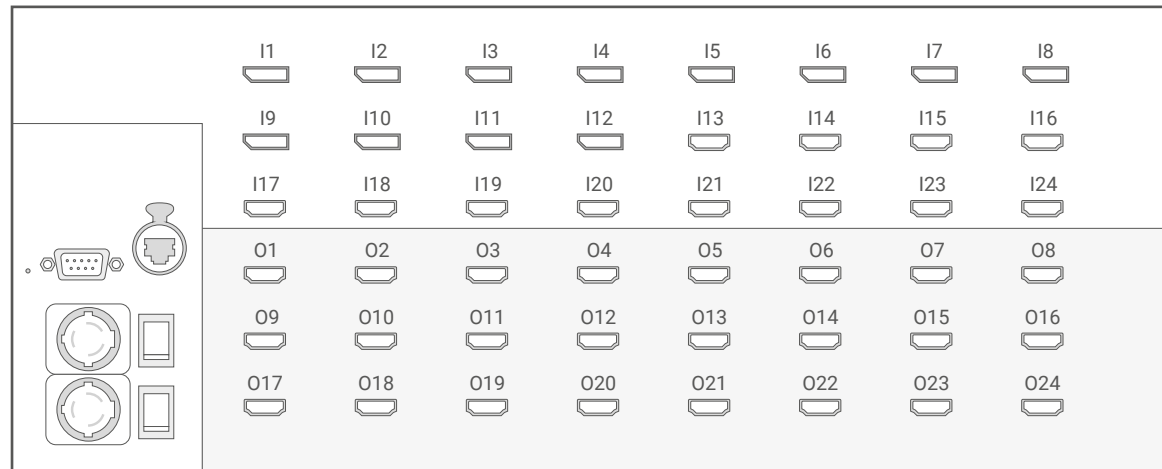 I1 I2 I3 I4 I5 I6 I7 I8
I9 I10 I11 I12 I13 I14 I15 I16
I17 I18 I19 I20 I21 I22 I23 I24
O1 O2 O3 O4 O5 O6 O7 O8
O9 O10 O11 O12 O13 O14 O15 O16
O17 O18 O19 O20 O21 O22 O23 O24